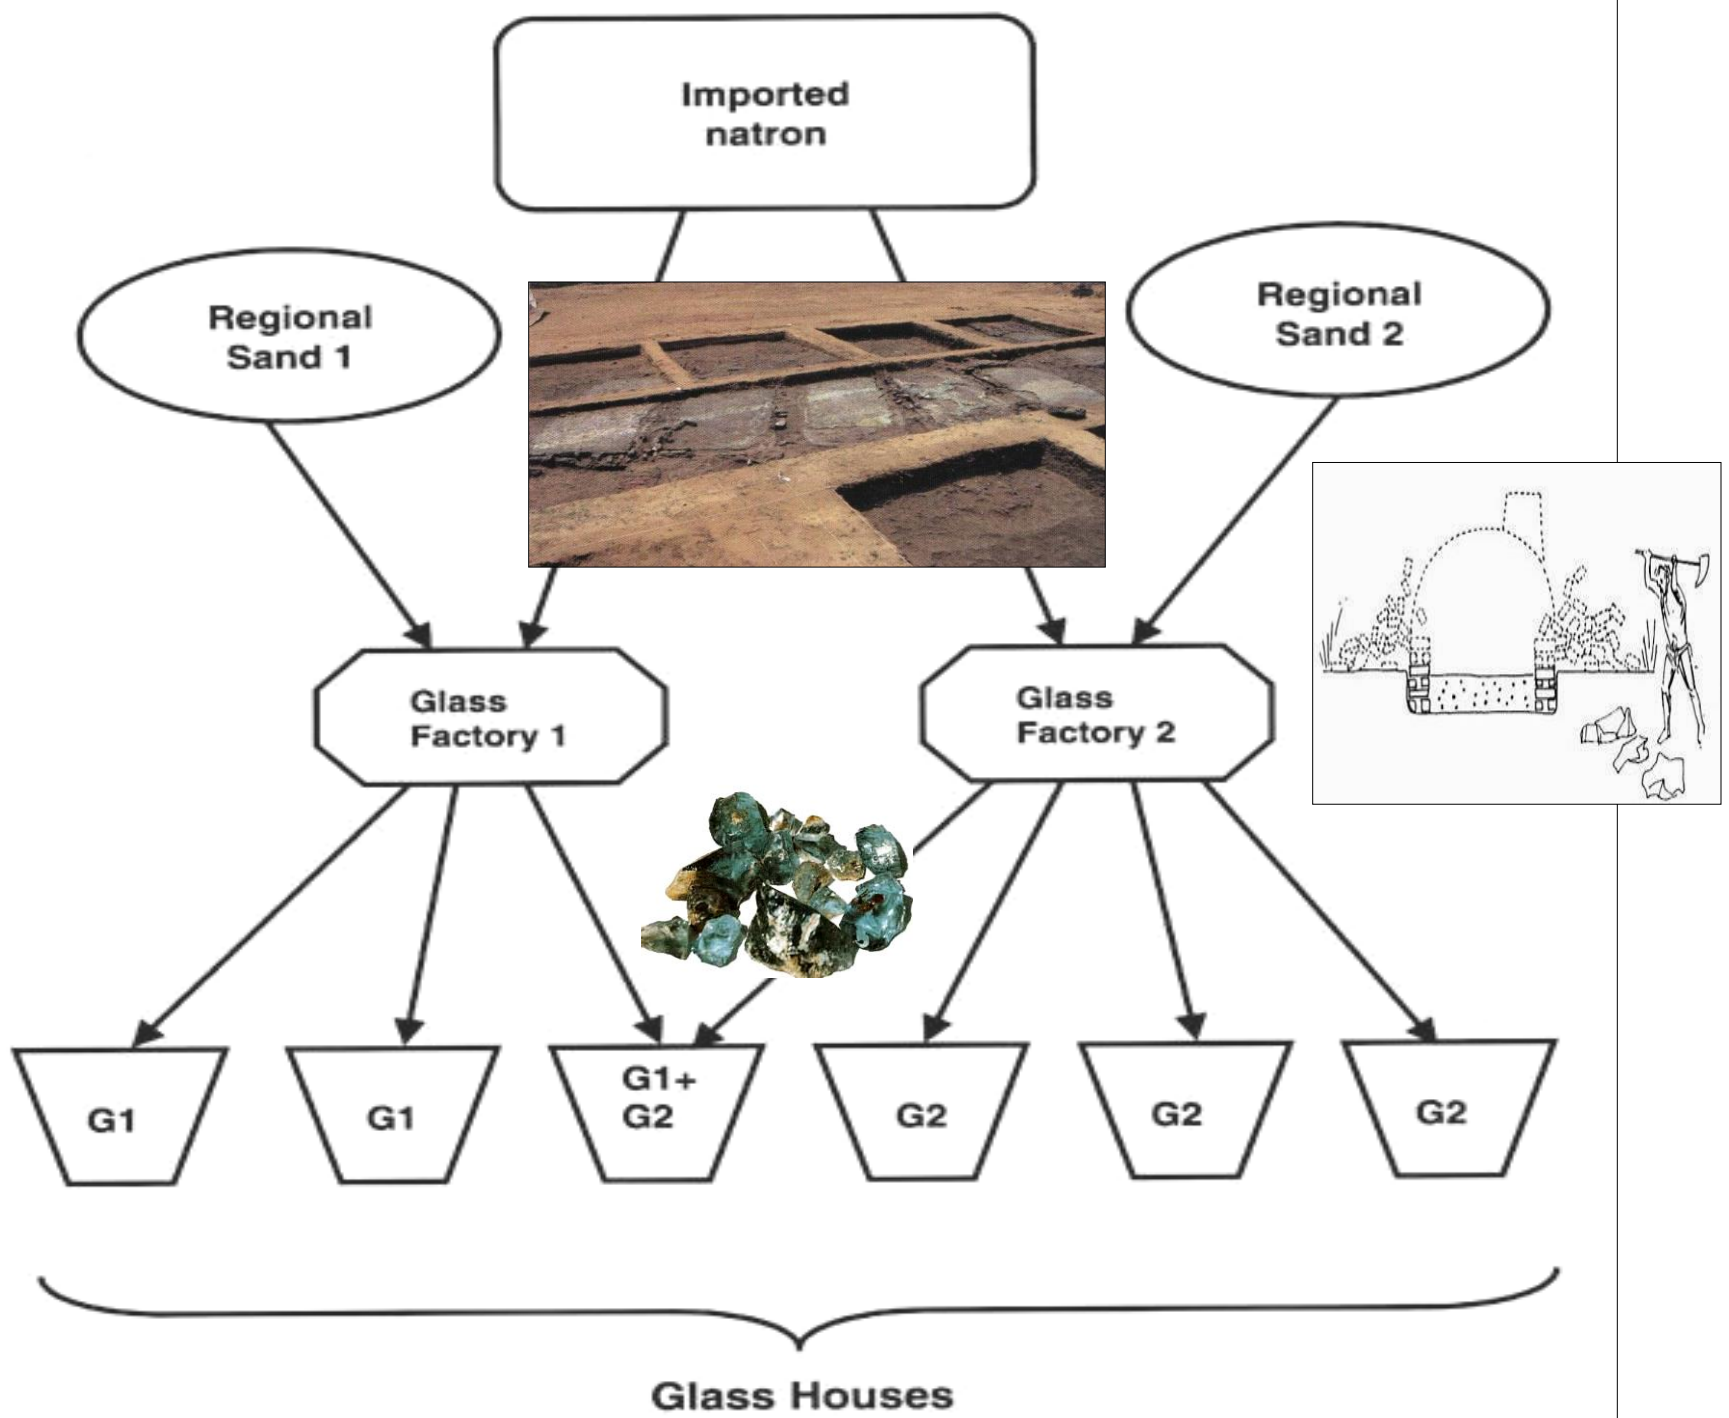 Imported
natron
Regional
Sand 1
Regional
Sand 2
Glass
Factory 1
Glass
Factory 2
G1
G1
G1+
G2
G2
G2
G2
Glass Houses